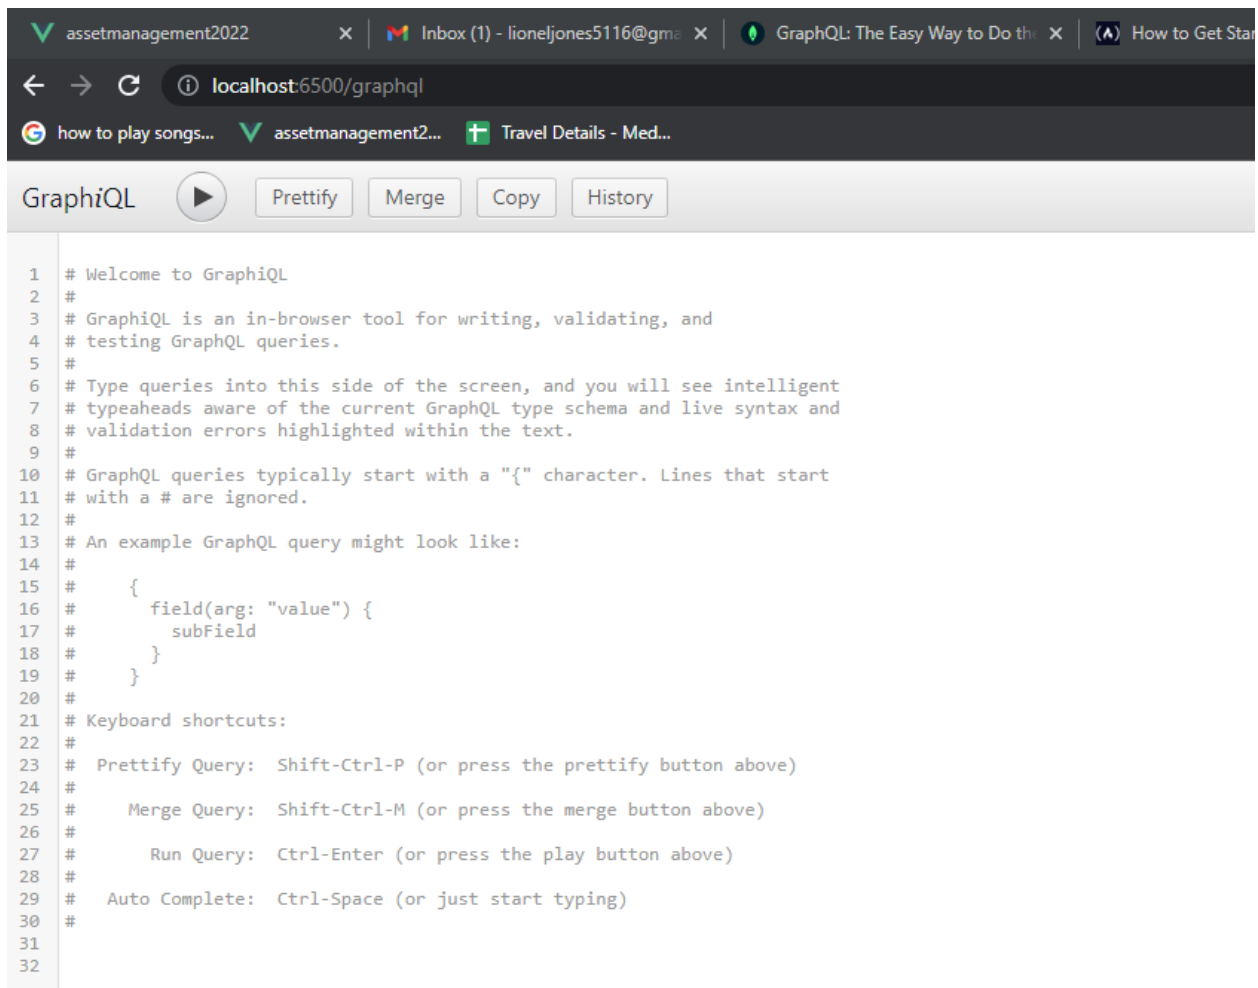 assetmanagement2022
Inbox (1) - lioneljones5116@gma
GraphQL: The Easy Way to Do the
How to Get Star
localhost:6500/graphql
how to play songs...
assetmanagement2...
Travel Details - Med...
GraphiQL
Prettify
Merge
Copy
History
1 # Welcome to GraphiQL
2 #
3 # GraphiQL is an in-browser tool for writing, validating, and
4 # testing GraphQL queries.
5 #
6 # Type queries into this side of the screen, and you will see intelligent
7 # typeaheads aware of the current GraphQL type schema and live syntax and
8 # validation errors highlighted within the text.
9 #
10 # GraphQL queries typically start with a "{" character. Lines that start
11 # with a # are ignored.
12 #
13 # An example GraphQL query might look like:
14 #
15 #     {
16 #       field(arg: "value") {
17 #         subField
18 #       }
19 #     }
20 #
21 # Keyboard shortcuts:
22 #
23 #  Prettify Query:  Shift-Ctrl-P (or press the prettify button above)
24 #
25 #     Merge Query:  Shift-Ctrl-M (or press the merge button above)
26 #
27 #       Run Query:  Ctrl-Enter (or press the play button above)
28 #
29 #   Auto Complete:  Ctrl-Space (or just start typing)
30 #
31
32